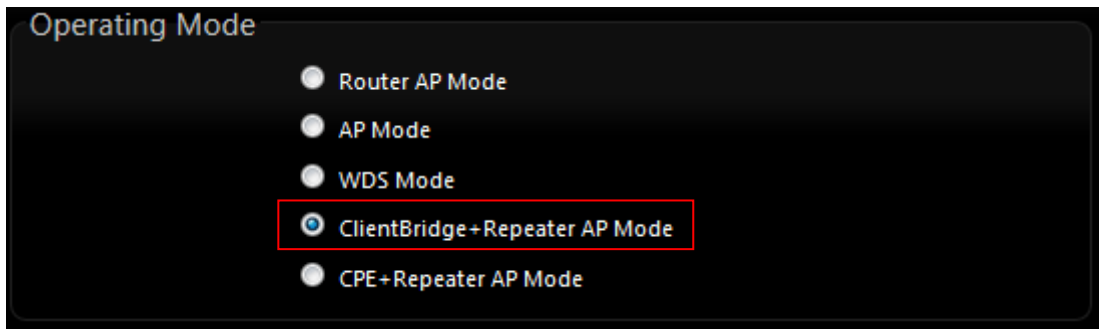 Operating Mode
Router AP Mode
AP Mode
WDS Mode
ClientBridge+Repeater AP Mode
CPE+Repeater AP Mode